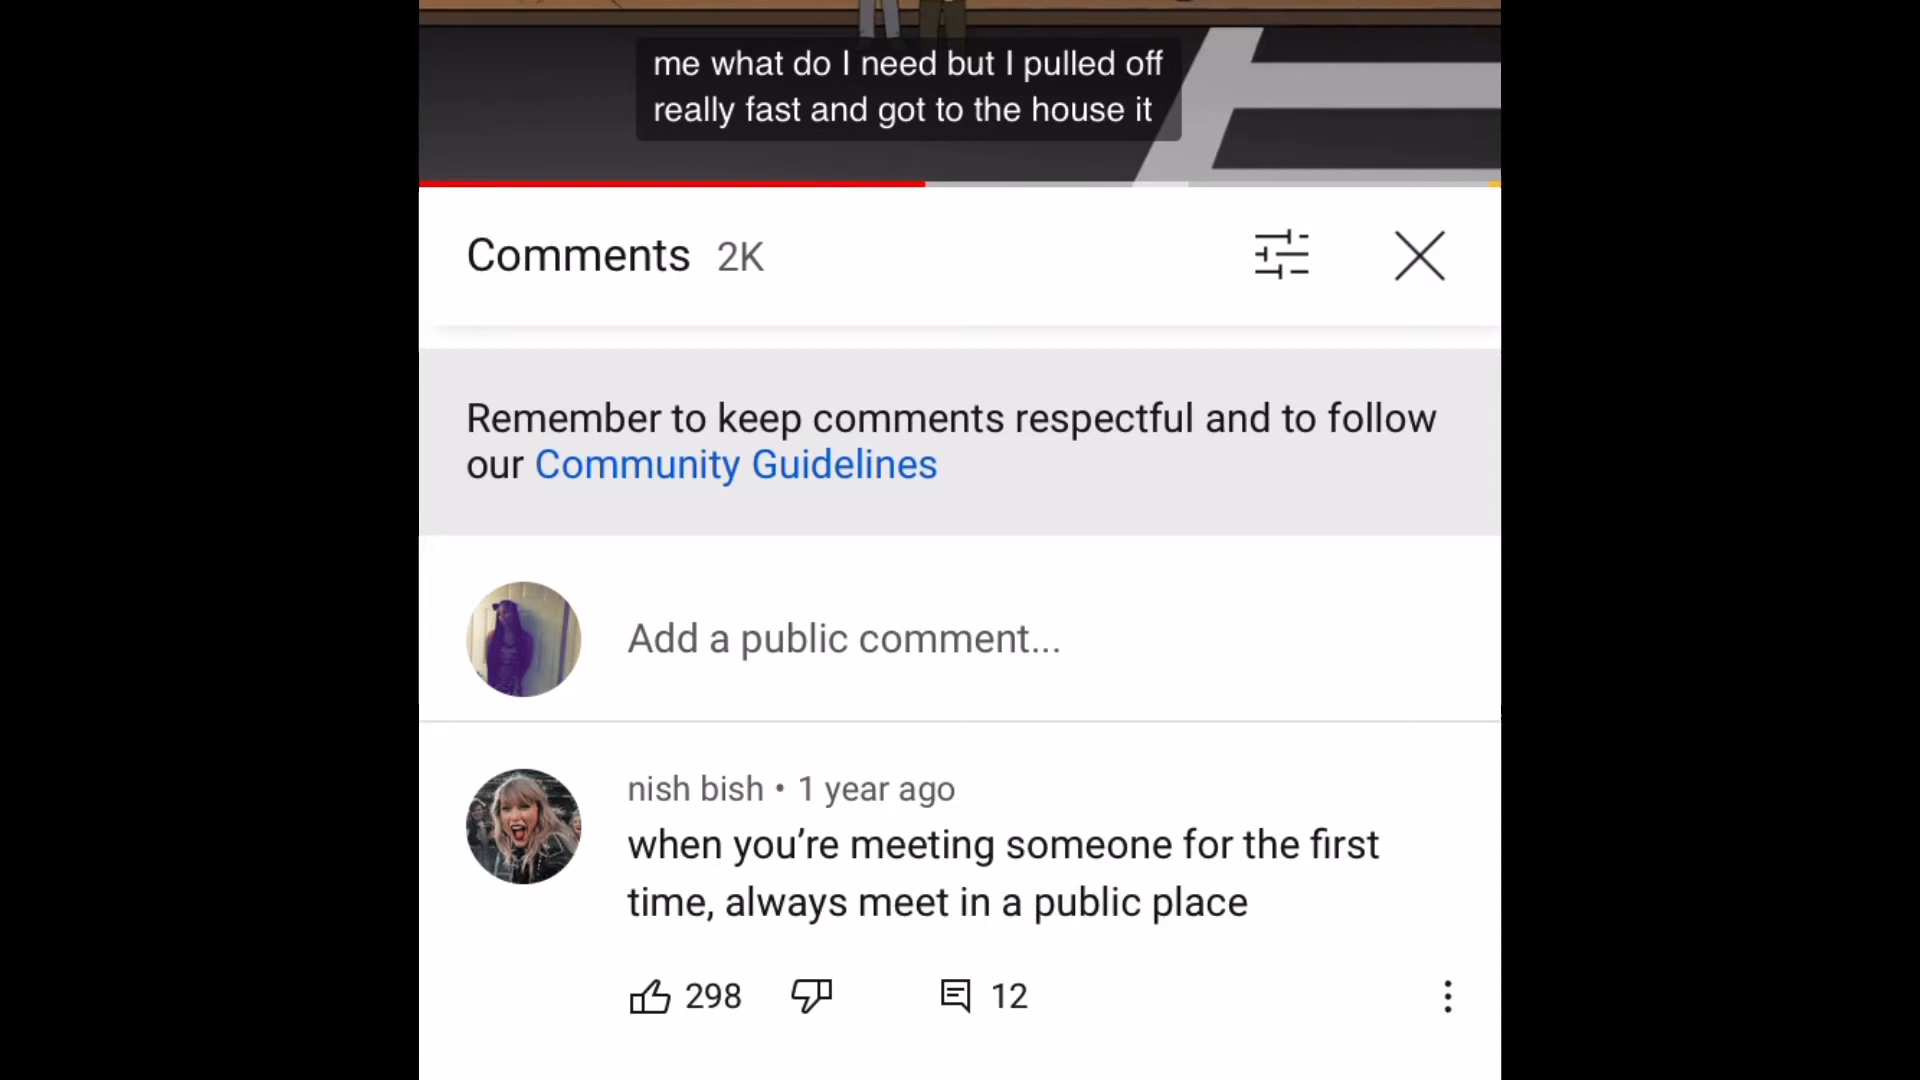 me what do I need but I pulled off
really fast and got to the house it
Comments 2K
Remember to keep comments respectful and to follow
our Community Guidelines
Add a public comment...
nish bish • 1 year ago
when you’re meeting someone for the first
time, always meet in a public place
298 12